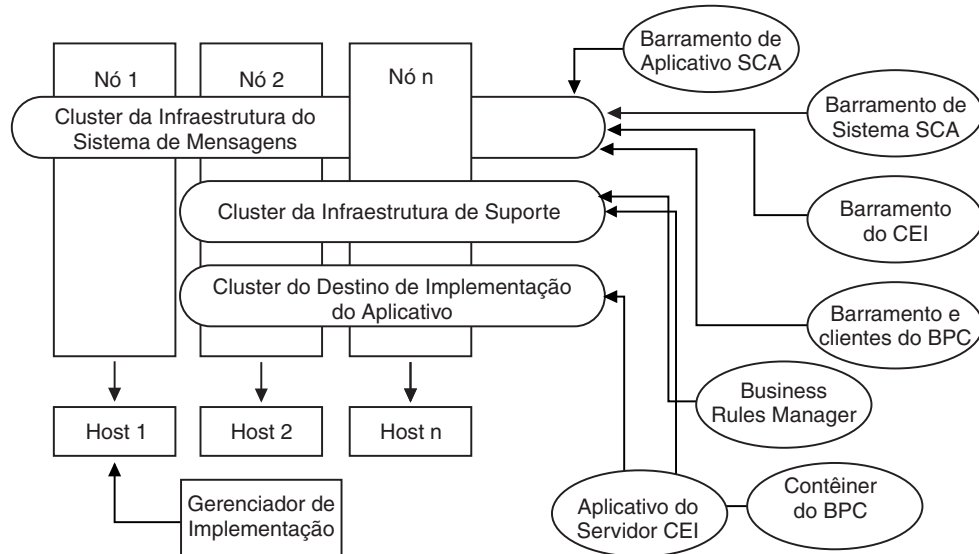 Nó 1
Nó 2
Nó n
Cluster da Infraestrutura do
Sistema de Mensagens
Cluster da Infraestrutura de Suporte
Cluster do Destino de Implementação
do Aplicativo
Host 1
Host 2
Host n
Gerenciador de
Implementação
Barramento de
Aplicativo SCA
Barramento de
Sistema SCA
Barramento
do CEI
Barramento e
clientes do BPC
Business
Rules Manager
Aplicativo do
Servidor CEI
Contêiner
do BPC